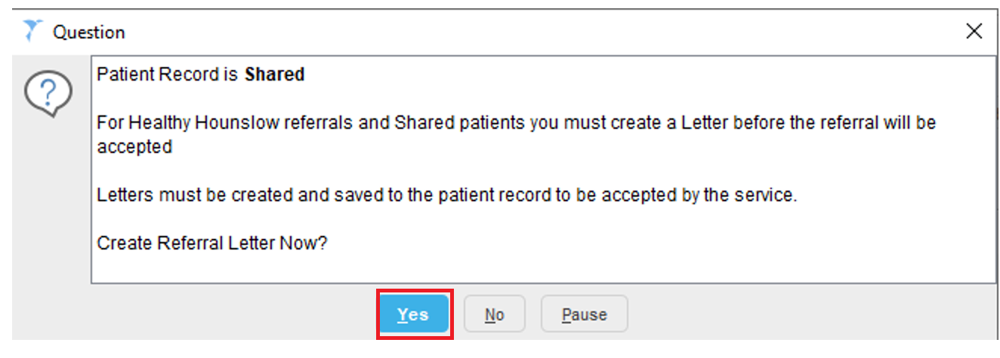 Question
Patient Record is Shared
For Healthy Hounslow referrals and Shared patients you must create a Letter before the referral will be
accepted
Letters must be created and saved to the patient record to be accepted by the service.
Create Referral Letter Now?
Yes No Pause